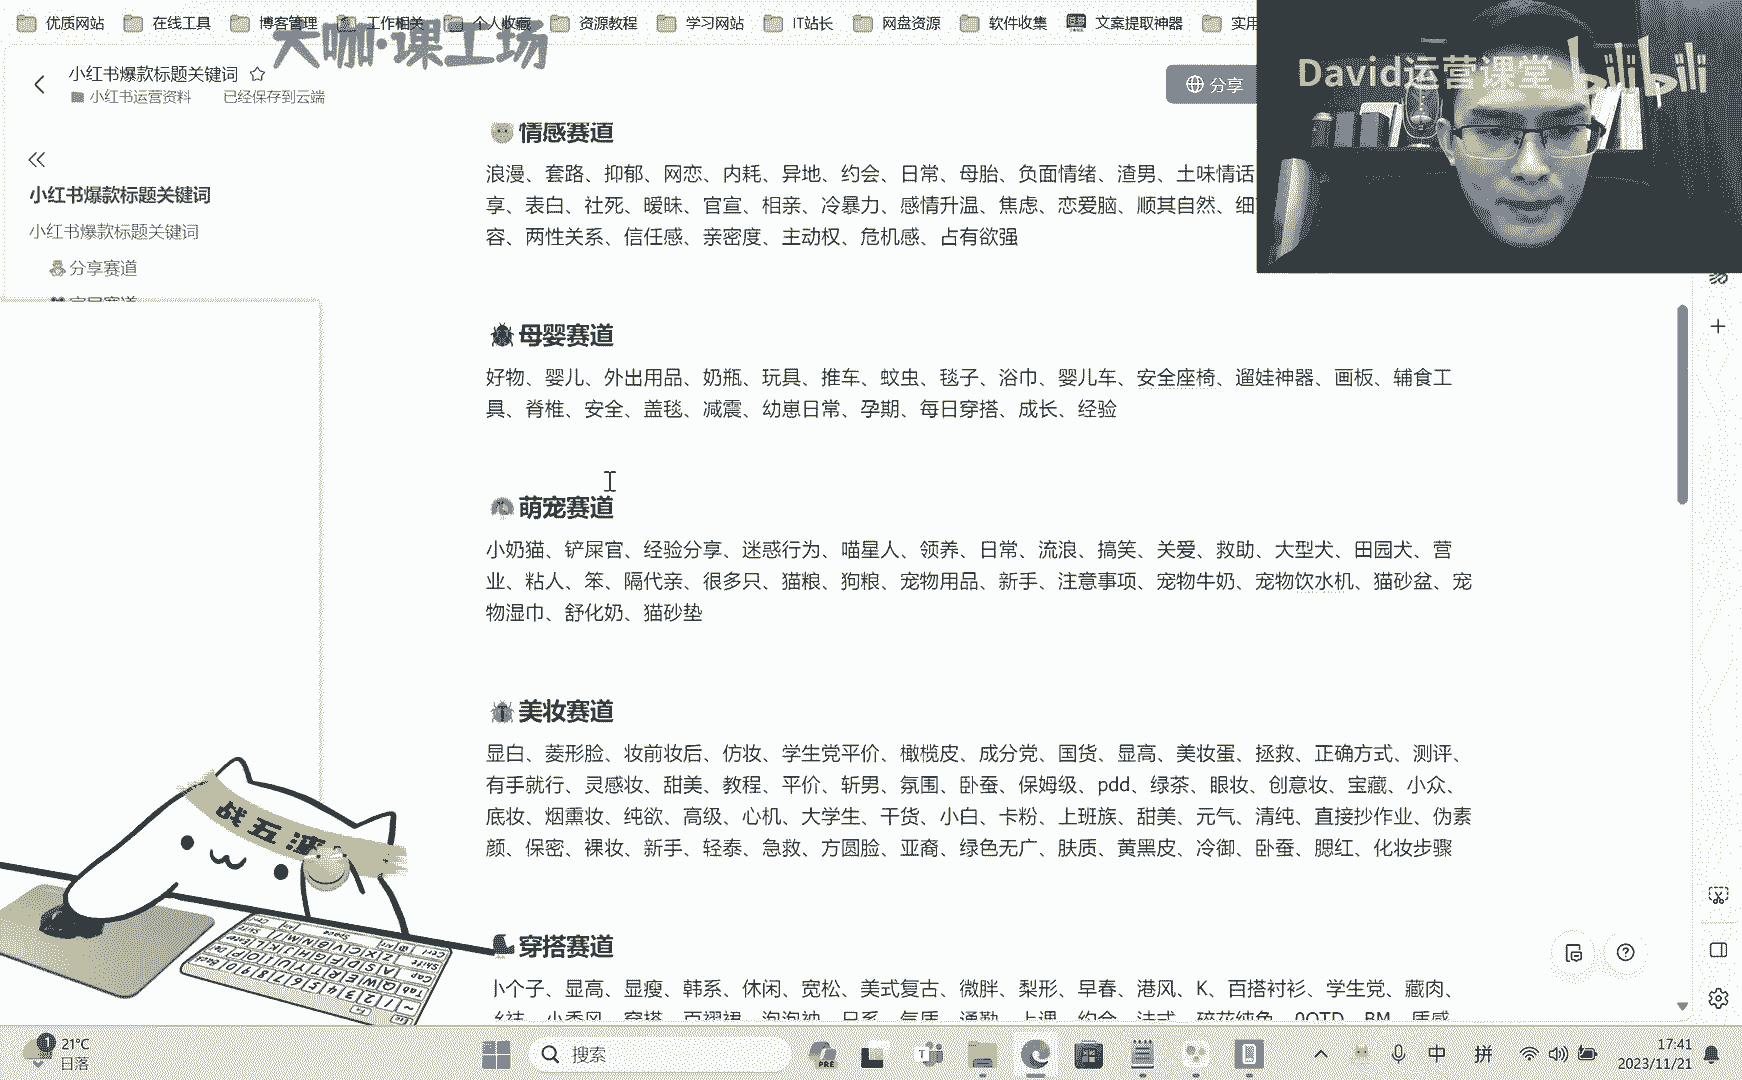 优质网站 在线工具 博客管理 工作相关 个人收藏 资源教程 学习网站 IT站长 网盘资源 软件收集 文案提取神器 实用
大咖·课工场
David运营课堂 bilibili
小红书爆款标题关键词
小红书运营资料 已经保存到云端
分享
小红书爆款标题关键词
小红书爆款标题关键词
分享赛道
情感赛道
浪漫、套路、抑郁、网恋、内耗、异地、约会、日常、母胎、负面情绪、渣男、土味情话
享、表白、社死、暧昧、官宣、相亲、冷暴力、感情升温、焦虑、恋爱脑、顺其自然、细
容、两性关系、信任感、亲密度、主动权、危机感、占有欲强
母婴赛道
好物、婴儿、外出用品、奶瓶、玩具、推车、蚊虫、毯子、浴巾、婴儿车、安全座椅、遛娃神器、画板、辅食工
具、脊椎、安全、盖毯、减震、幼崽日常、孕期、每日穿搭、成长、经验
萌宠赛道
小奶猫、铲屎官、经验分享、迷惑行为、喵星人、领养、日常、流浪、搞笑、关爱、救助、大型犬、田园犬、营
业、粘人、笨、隔代亲、很多只、猫粮、狗粮、宠物用品、新手、注意事项、宠物牛奶、宠物饮水机、猫砂盆、宠
物湿巾、舒化奶、猫砂垫
美妆赛道
显白、菱形脸、妆前妆后、仿妆、学生党平价、橄榄皮、成分党、国货、显高、美妆蛋、拯救、正确方式、测评、
有手就行、灵感妆、甜美、教程、平价、斩男、氛围、卧蚕、保姆级、pdd、绿茶、眼妆、创意妆、宝藏、小众、
底妆、烟熏妆、纯欲、高级、心机、大学生、干货、小白、卡粉、上班族、甜美、元气、清纯、直接抄作业、伪素
颜、保密、裸妆、新手、轻泰、急救、方圆脸、亚裔、绿色无广、肤质、黄黑皮、冷御、卧蚕、腮红、化妆步骤
穿搭赛道
小个子、显高、显瘦、韩系、休闲、宽松、美式复古、微胖、梨形、早春、港风、K、百搭衬衫、学生党、藏肉、
战五渣
21°C
日落
搜索
PRE
中 拼
17:41
2023/11/21